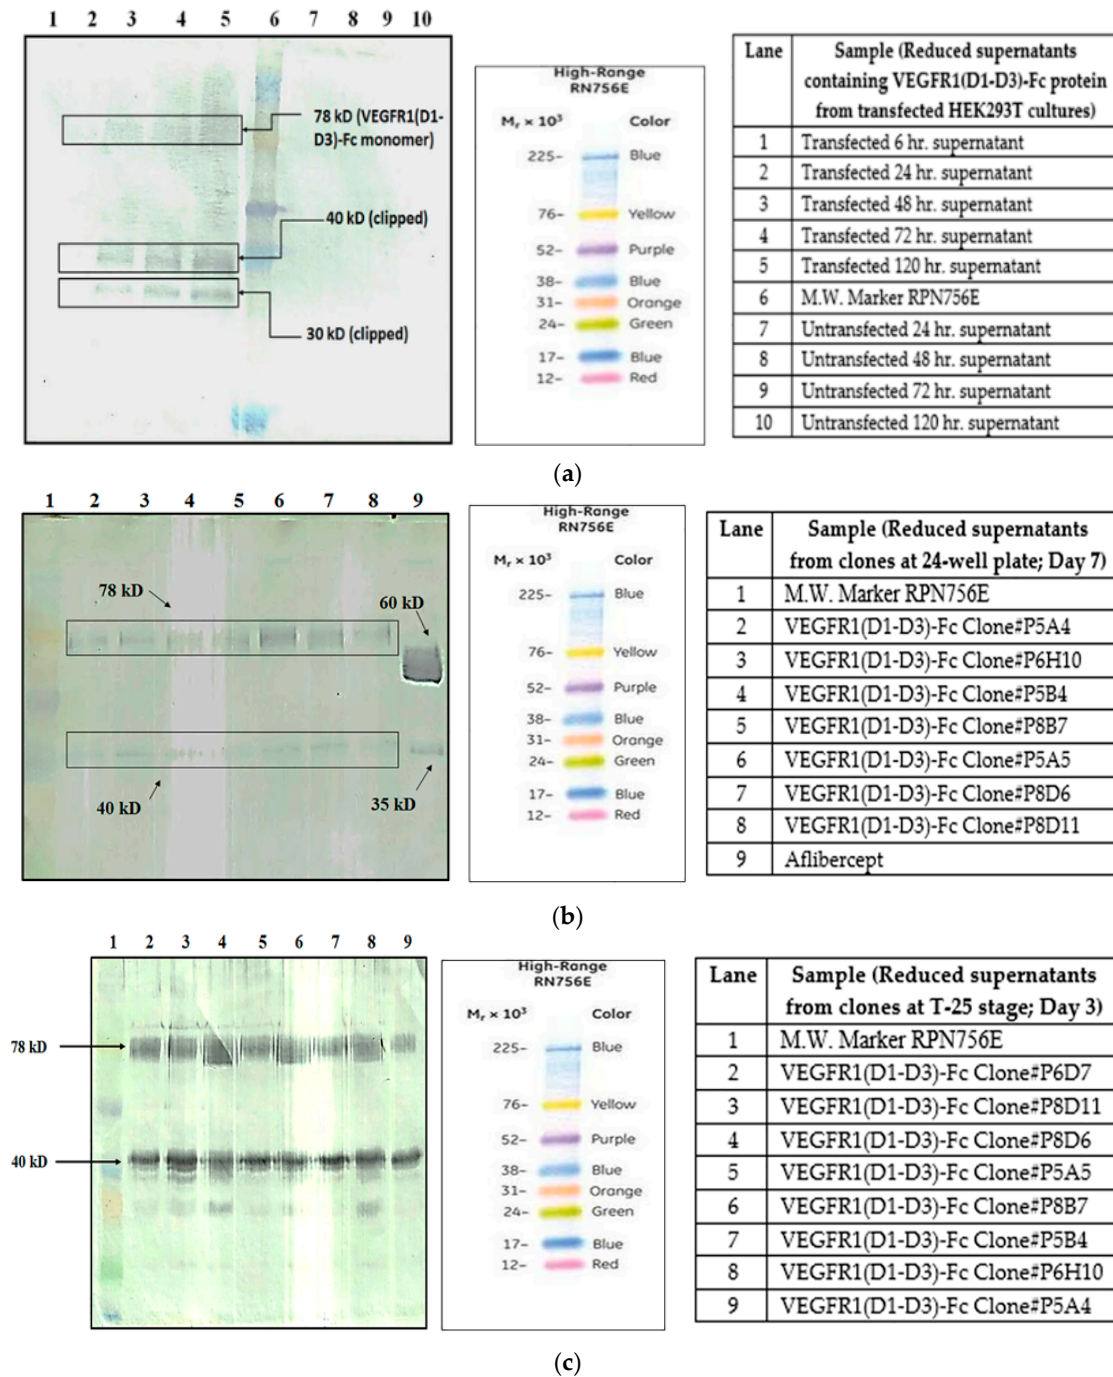 1 2 3 4 5 6 7 8 9 10
78 kD (VEGFR1(D1-
D3)-Fc monomer)
40 kD (clipped)
30 kD (clipped)
High-Range
RN756E
Mr × 10³ Color
225– Blue
76– Yellow
52– Purple
38– Blue
31– Orange
24– Green
17– Blue
12– Red
Lane Sample (Reduced supernatants
containing VEGFR1(D1-D3)-Fc protein
from transfected HEK293T cultures)
1 Transfected 6 hr. supernatant
2 Transfected 24 hr. supernatant
3 Transfected 48 hr. supernatant
4 Transfected 72 hr. supernatant
5 Transfected 120 hr. supernatant
6 M.W. Marker RPN756E
7 Untransfected 24 hr. supernatant
8 Untransfected 48 hr. supernatant
9 Untransfected 72 hr. supernatant
10 Untransfected 120 hr. supernatant
(a)
1 2 3 4 5 6 7 8 9
78 kD
60 kD
40 kD
35 kD
High-Range
RN756E
Mr × 10³ Color
225– Blue
76– Yellow
52– Purple
38– Blue
31– Orange
24– Green
17– Blue
12– Red
Lane Sample (Reduced supernatants
from clones at 24-well plate; Day 7)
1 M.W. Marker RPN756E
2 VEGFR1(D1-D3)-Fc Clone#P5A4
3 VEGFR1(D1-D3)-Fc Clone#P6H10
4 VEGFR1(D1-D3)-Fc Clone#P5B4
5 VEGFR1(D1-D3)-Fc Clone#P8B7
6 VEGFR1(D1-D3)-Fc Clone#P5A5
7 VEGFR1(D1-D3)-Fc Clone#P8D6
8 VEGFR1(D1-D3)-Fc Clone#P8D11
9 Aflibercept
(b)
1 2 3 4 5 6 7 8 9
78 kD
40 kD
High-Range
RN756E
Mr × 10³ Color
225– Blue
76– Yellow
52– Purple
38– Blue
31– Orange
24– Green
17– Blue
12– Red
Lane Sample (Reduced supernatants
from clones at T-25 stage; Day 3)
1 M.W. Marker RPN756E
2 VEGFR1(D1-D3)-Fc Clone#P6D7
3 VEGFR1(D1-D3)-Fc Clone#P8D11
4 VEGFR1(D1-D3)-Fc Clone#P8D6
5 VEGFR1(D1-D3)-Fc Clone#P5A5
6 VEGFR1(D1-D3)-Fc Clone#P8B7
7 VEGFR1(D1-D3)-Fc Clone#P5B4
8 VEGFR1(D1-D3)-Fc Clone#P6H10
9 VEGFR1(D1-D3)-Fc Clone#P5A4
(c)